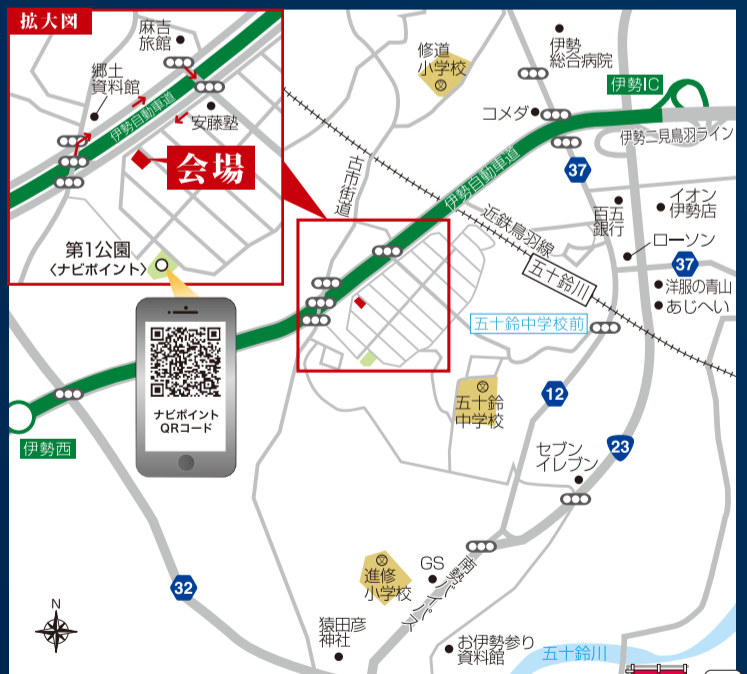 拡大図
麻吉
旅館
郷土
資料館
伊勢自動車道
安藤塾
会場
第1公園
〈ナビポイント〉
ナビポイント
QRコード
修道
小学校
伊勢
総合病院
伊勢IC
コメダ
伊勢二見鳥羽ライン
37
古市街道
伊勢自動車道
近鉄鳥羽線
百五
銀行
イオン
伊勢店
ローソン
37
五十鈴川
洋服の青山
あじへい
五十鈴中学校前
12
五十鈴
中学校
23
セブン
イレブン
伊勢西
32
進修
小学校
GS
南勢バイパス
猿田彦
神社
お伊勢参り
資料館
五十鈴川
N